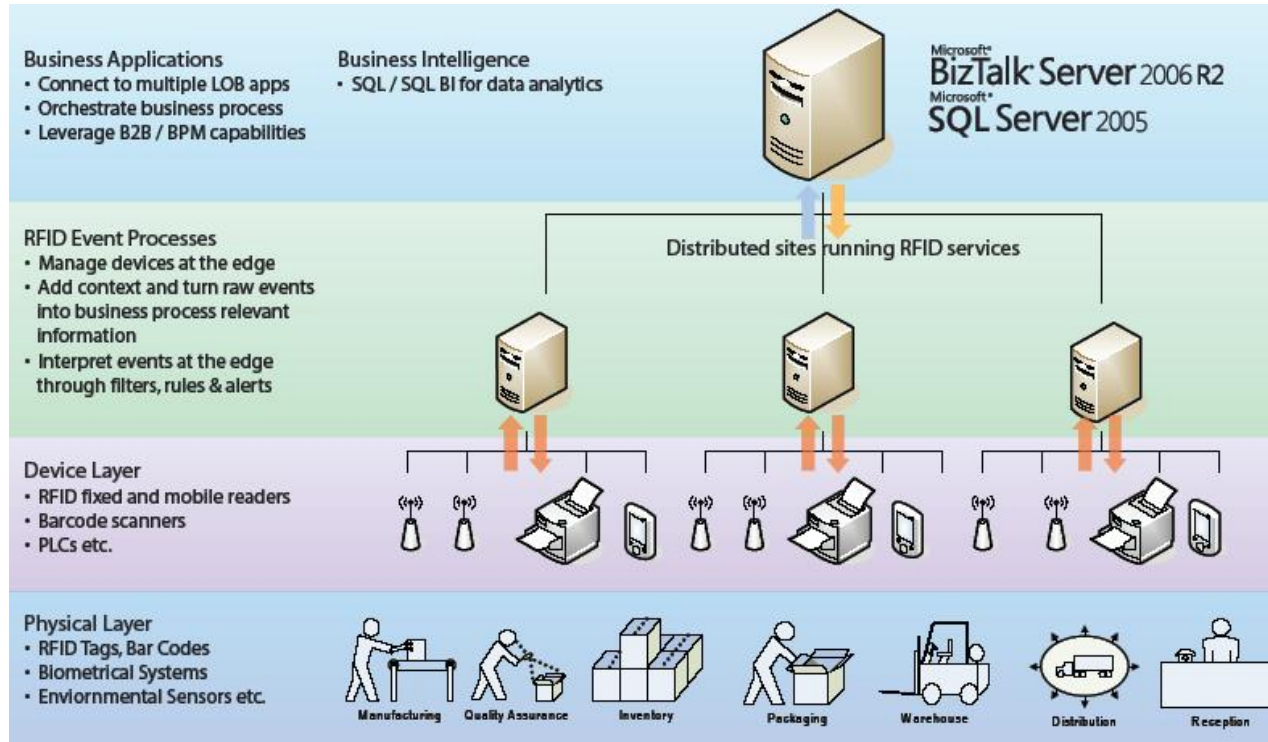 Business Applications
• Connect to multiple LOB apps
• Orchestrate business process
• Leverage B2B / BPM capabilities
Business Intelligence
• SQL / SQL BI for data analytics
Microsoft®
BizTalk® Server 2006 R2
Microsoft®
SQL Server 2005
RFID Event Processes
• Manage devices at the edge
• Add context and turn raw events
into business process relevant
information
• Interpret events at the edge
through filters, rules & alerts
Distributed sites running RFID services
Device Layer
• RFID fixed and mobile readers
• Barcode scanners
• PLCs etc.
Physical Layer
• RFID Tags, Bar Codes
• Biometrical Systems
• Enviornmental Sensors etc.
Manufacturing
Quality Assurance
Inventory
Packaging
Warehouse
Distribution
Reception